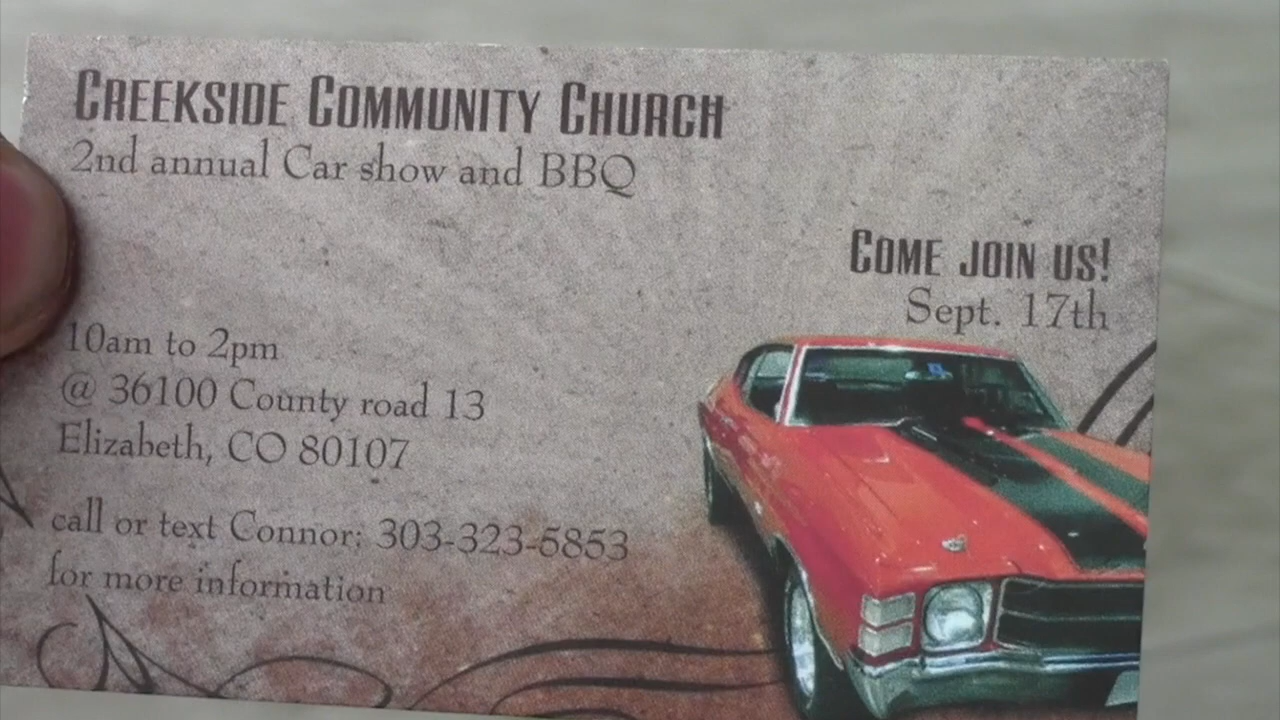 CREEKSIDE COMMUNITY CHURCH
2nd annual Car show and BBQ
COME JOIN US!
Sept. 17th
10am to 2pm
@ 36100 County road 13
Elizabeth, CO 80107
call or text Connor: 303-323-5853
for more information